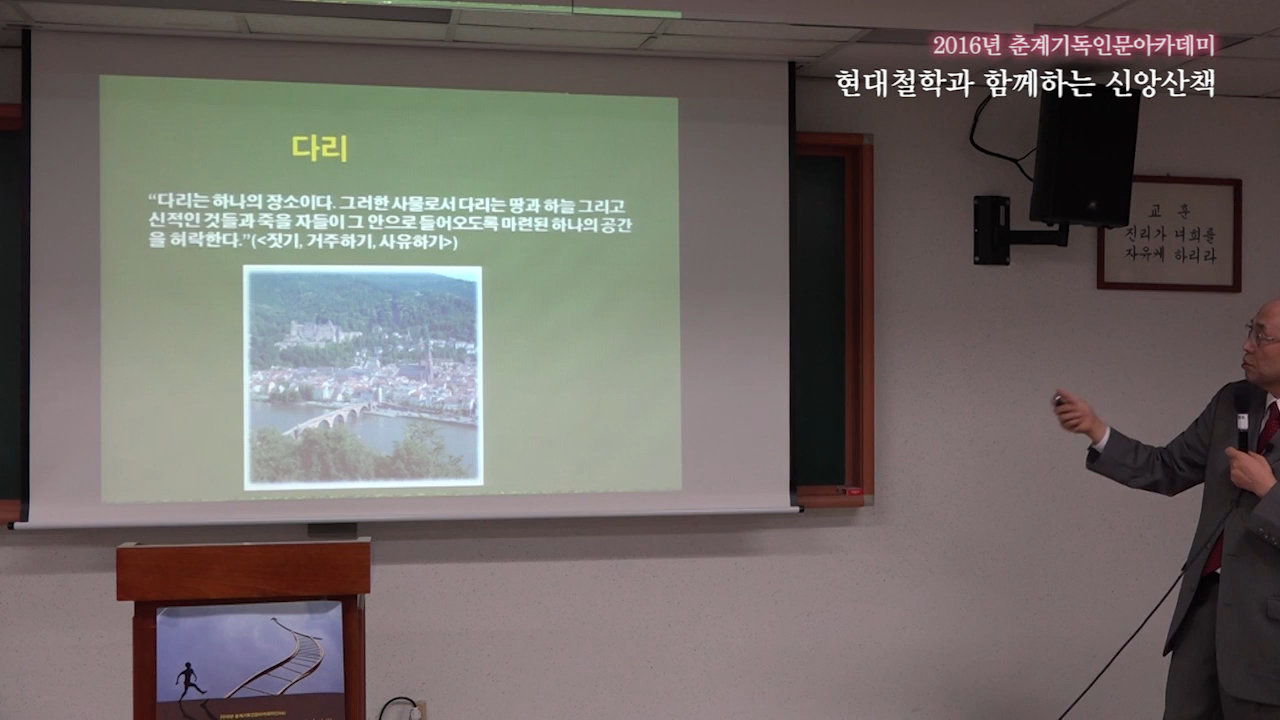 2016년 춘계기독인문아카데미
현대철학과 함께하는 신앙산책
다리
“다리는 하나의 장소이다. 그러한 사물로서 다리는 땅과 하늘 그리고
신적인 것들과 죽을 자들이 그 안으로 들어오도록 마련된 하나의 공간
을 허락한다.”(<짓기, 거주하기, 사유하기>)
교 훈
진리가 너희를
자유케 하리라